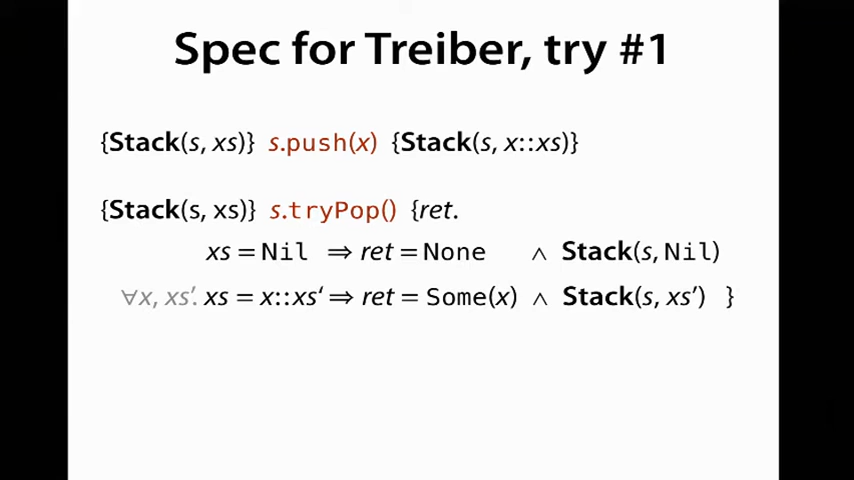 Spec for Treiber, try #1
{Stack(s, xs)} s.push(x) {Stack(s, x::xs)}
{Stack(s, xs)} s.tryPop() {ret.
xs = Nil ⇒ ret = None ∧ Stack(s, Nil)
∀x, xs’. xs = x::xs‘ ⇒ ret = Some(x) ∧ Stack(s, xs’) }